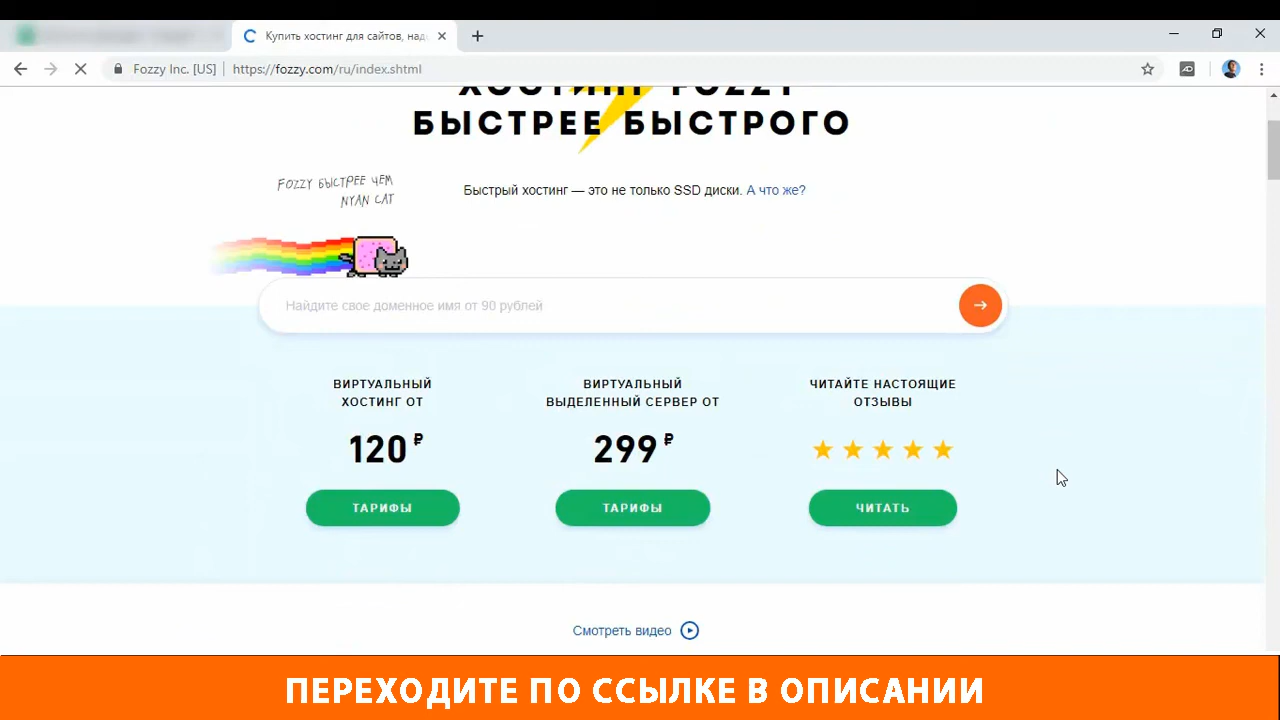 Купить хостинг для сайтов, над
Fozzy Inc. [US] https://fozzy.com/ru/index.shtml
ХОСТИНГ FOZZY
БЫСТРЕЕ БЫСТРОГО
FOZZY БЫСТРЕЕ ЧЕМ
NYAN CAT
Быстрый хостинг — это не только SSD диски. А что же?
Найдите свое доменное имя от 90 рублей
ВИРТУАЛЬНЫЙ
ХОСТИНГ ОТ
120 ₽
ТАРИФЫ
ВИРТУАЛЬНЫЙ
ВЫДЕЛЕННЫЙ СЕРВЕР ОТ
299 ₽
ТАРИФЫ
ЧИТАЙТЕ НАСТОЯЩИЕ
ОТЗЫВЫ
ЧИТАТЬ
Смотреть видео
ПЕРЕХОДИТЕ ПО ССЫЛКЕ В ОПИСАНИИ